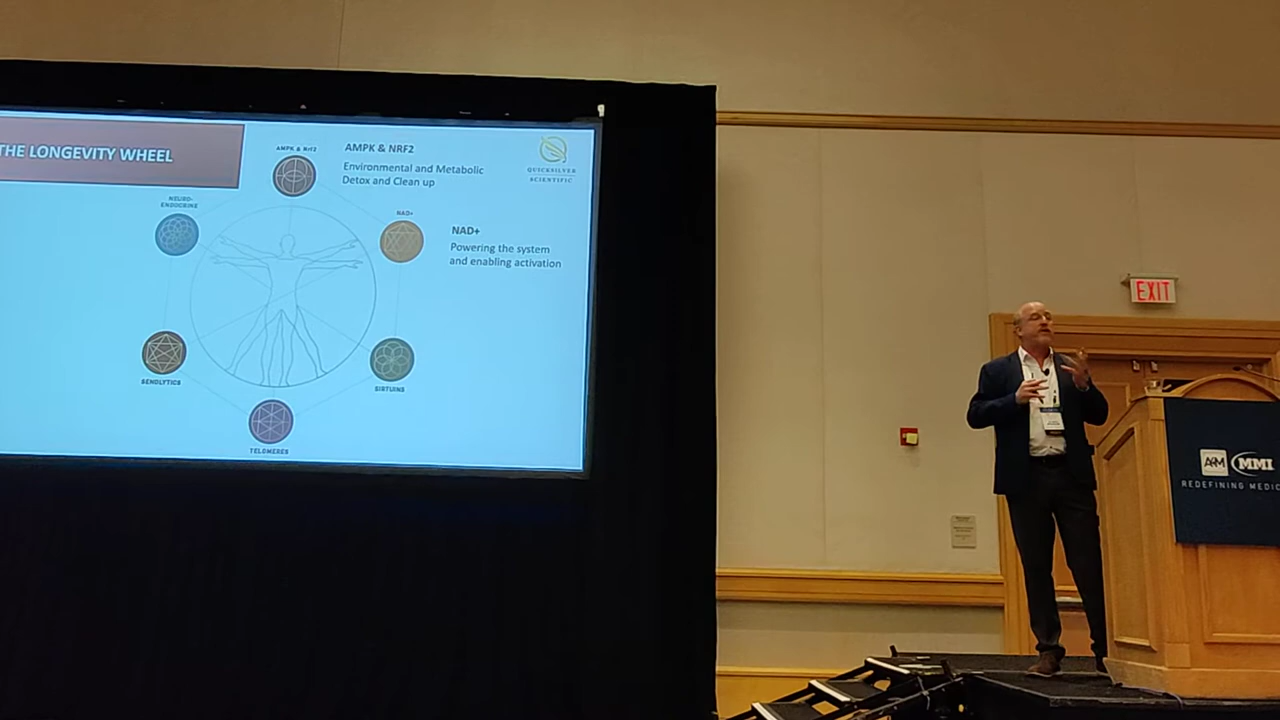 THE LONGEVITY WHEEL
AMPK & Nrf2
AMPK & NRF2
Environmental and Metabolic
Detox and Clean up
QUICKSILVER
SCIENTIFIC
NEURO-
ENDOCRINE
NAD+
NAD+
Powering the system
and enabling activation
SENOLYTICS
SIRTUINS
TELOMERES
EXIT
MMI
REDEFINING MEDIC